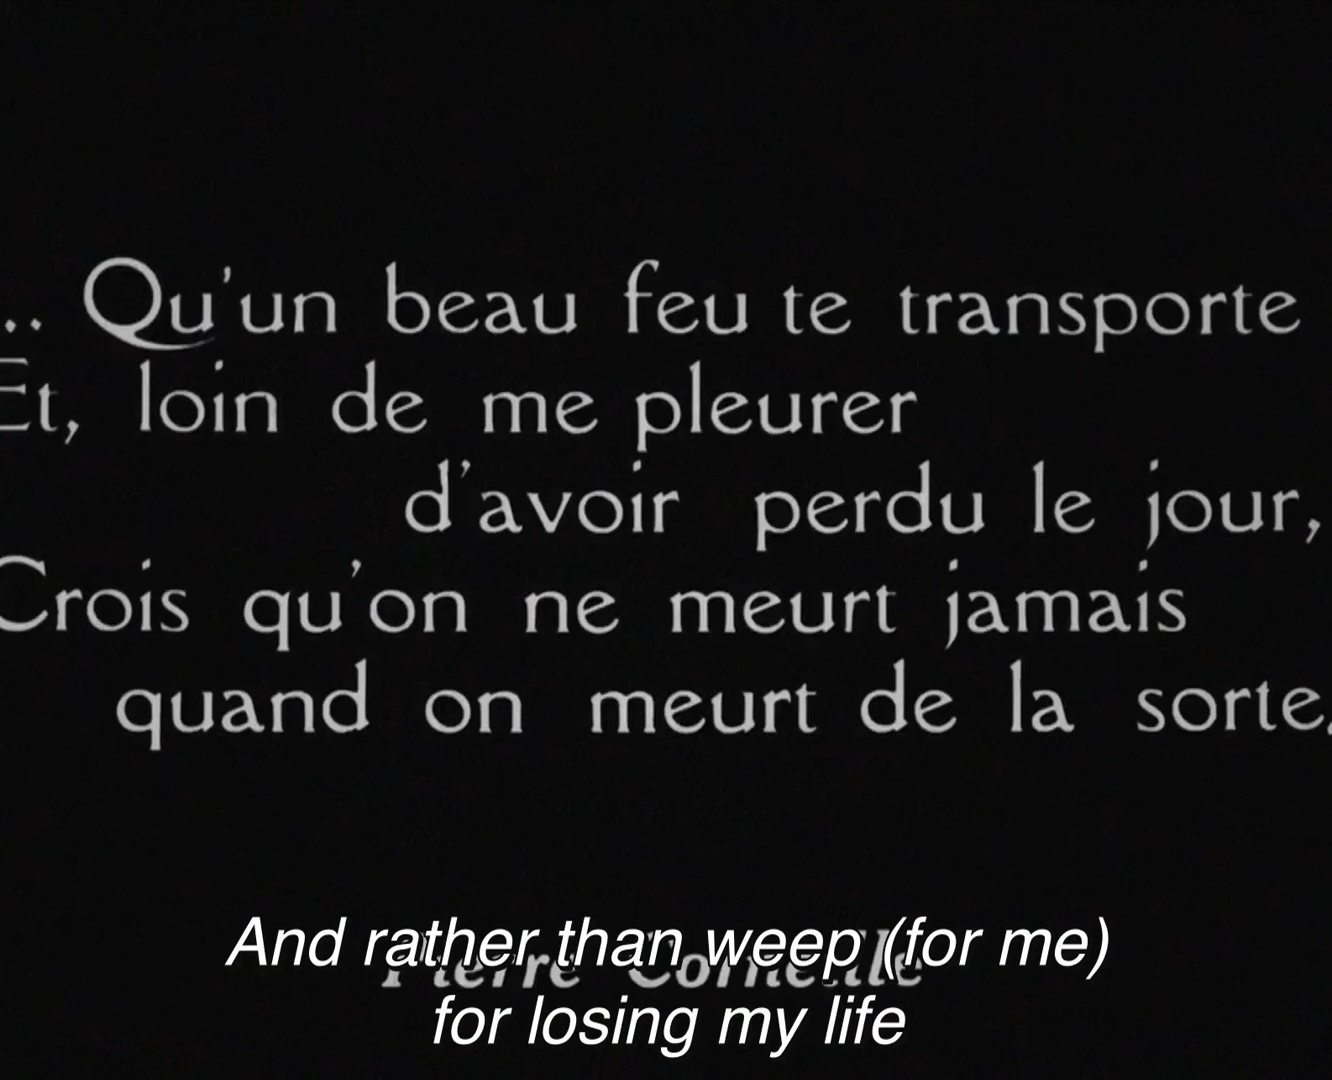 .. Qu'un beau feu te transporte
Et, loin de me pleurer
d'avoir perdu le jour,
Crois qu'on ne meurt jamais
quand on meurt de la sorte,
Pierre Corneille
And rather than weep (for me)
for losing my life